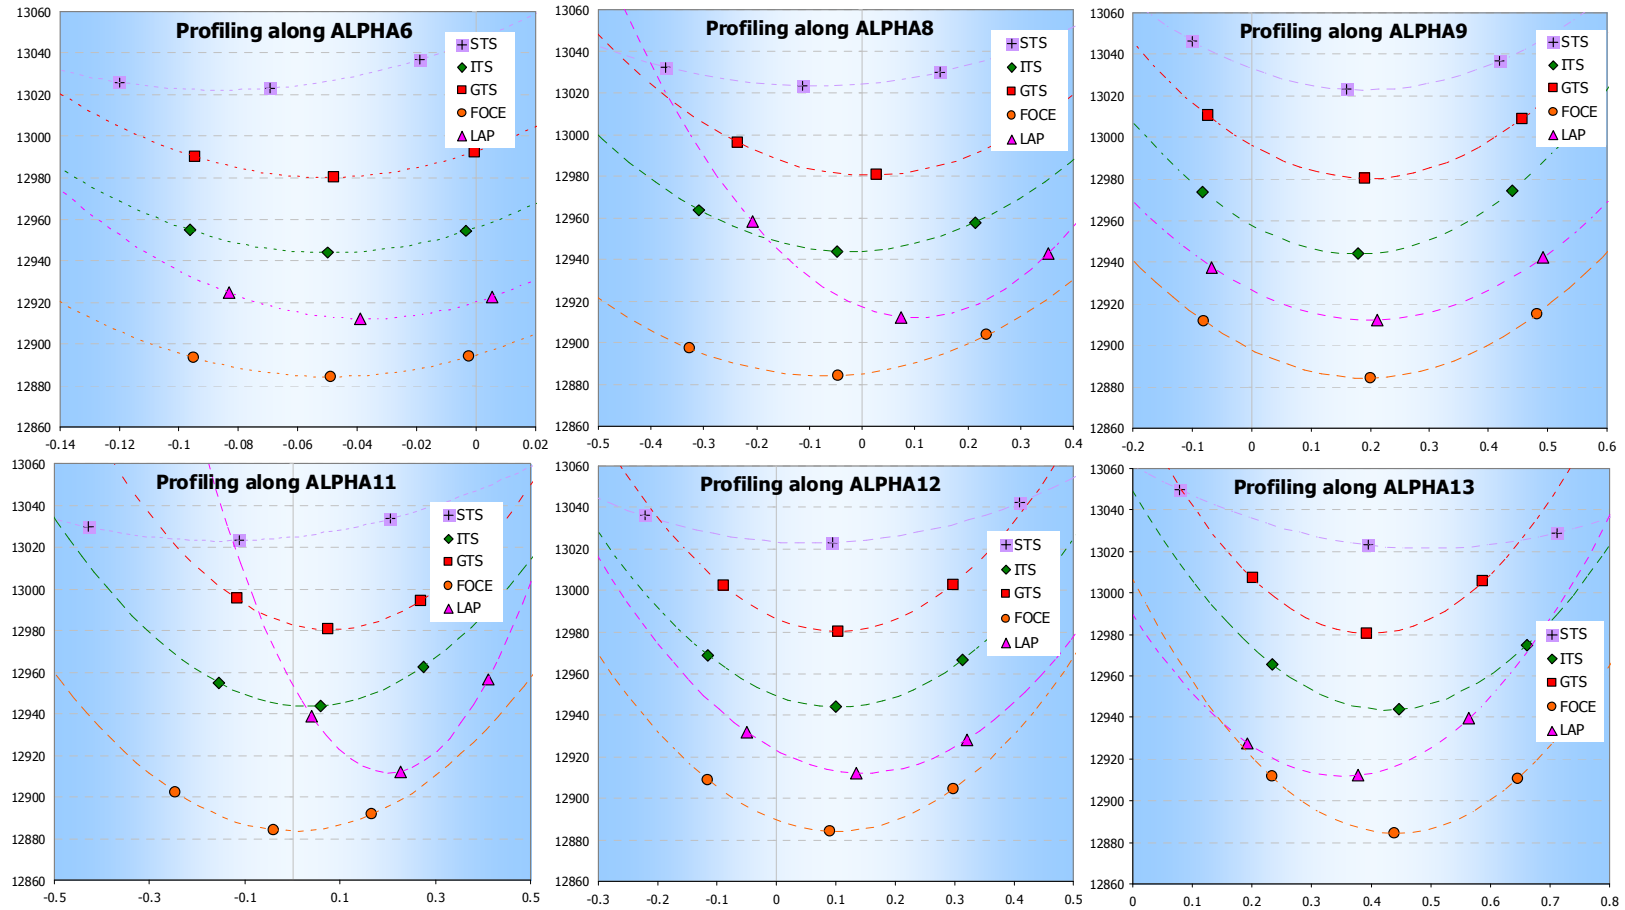 Profiling along ALPHA6
13060
13040
13020
13000
12980
12960
12940
12920
12900
12880
12860
-0.14 -0.12 -0.1 -0.08 -0.06 -0.04 -0.02 0 0.02
STS
ITS
GTS
FOCE
LAP
Profiling along ALPHA8
13060
13040
13020
13000
12980
12960
12940
12920
12900
12880
12860
-0.5 -0.4 -0.3 -0.2 -0.1 0 0.1 0.2 0.3 0.4
STS
ITS
GTS
FOCE
LAP
Profiling along ALPHA9
13060
13040
13020
13000
12980
12960
12940
12920
12900
12880
12860
-0.2 -0.1 0 0.1 0.2 0.3 0.4 0.5 0.6
STS
ITS
GTS
FOCE
LAP
Profiling along ALPHA11
13060
13040
13020
13000
12980
12960
12940
12920
12900
12880
12860
-0.5 -0.3 -0.1 0.1 0.3 0.5
STS
ITS
GTS
FOCE
LAP
Profiling along ALPHA12
13060
13040
13020
13000
12980
12960
12940
12920
12900
12880
12860
-0.3 -0.2 -0.1 0 0.1 0.2 0.3 0.4 0.5
STS
ITS
GTS
FOCE
LAP
Profiling along ALPHA13
13060
13040
13020
13000
12980
12960
12940
12920
12900
12880
12860
0 0.1 0.2 0.3 0.4 0.5 0.6 0.7 0.8
STS
ITS
GTS
FOCE
LAP